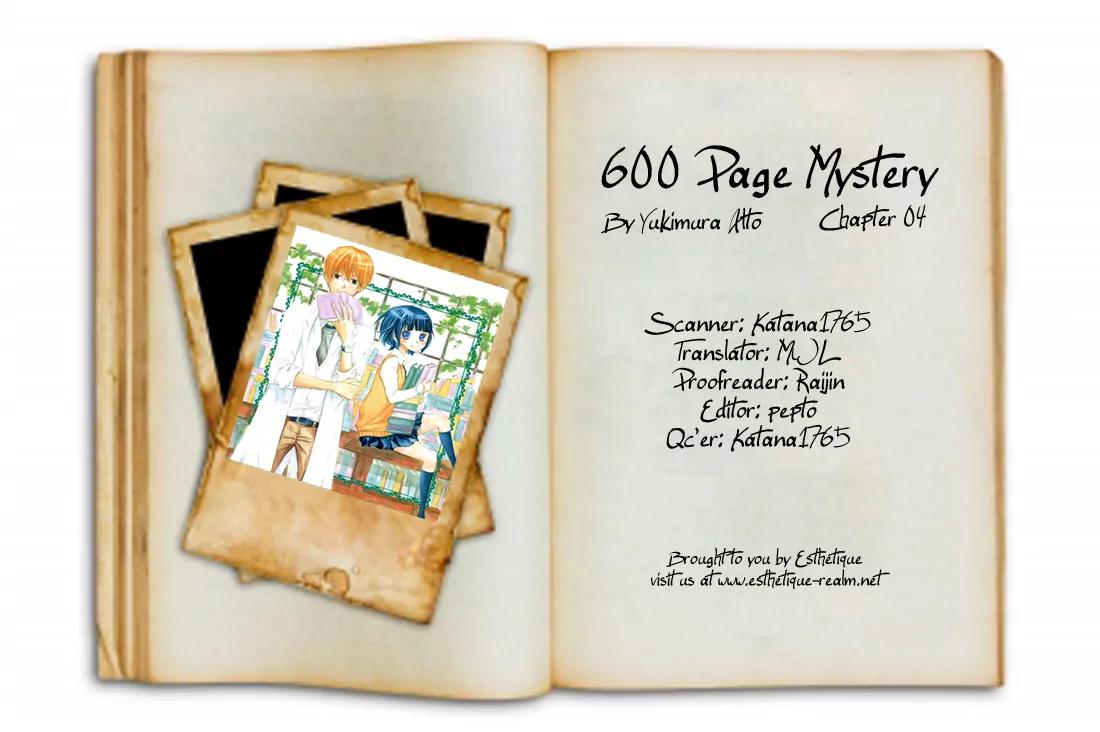 600 Page Mystery
By Yukimura Atto Chapter 04
Scanner: Katana1765
Translator: MJL
Proofreader: Raijin
Editor: pepto
Qc'er: Katana1765
Brought to you by Esthétique
visit us at www.esthetique-realm.net